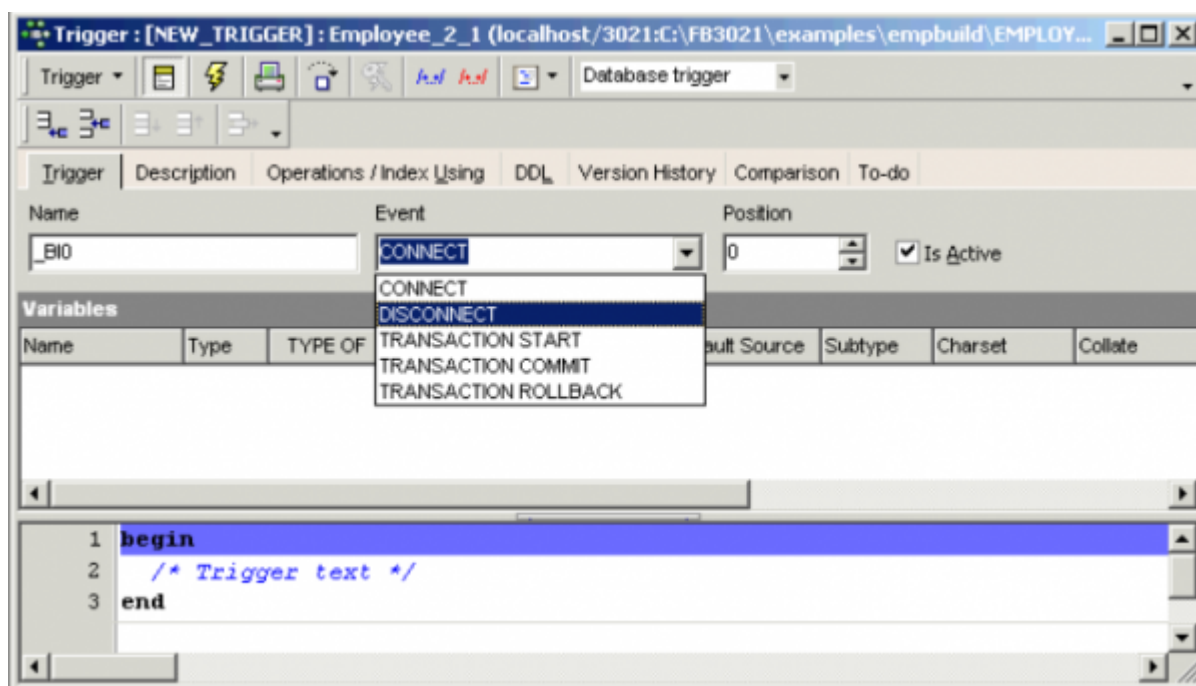 Trigger : [NEW_TRIGGER] : Employee_2_1 (localhost/3021:C:\FB3021\examples\empbuild\EMPLOY...
Trigger Database trigger
Trigger Description Operations / Index Using DDL Version History Comparison To-do
Name Event Position
_BI0 CONNECT 0 Is Active
CONNECT
Variables
DISCONNECT
Name Type TYPE OF TRANSACTION START ault Source Subtype Charset Collate
TRANSACTION COMMIT
TRANSACTION ROLLBACK
1 begin
2 /* Trigger text */
3 end